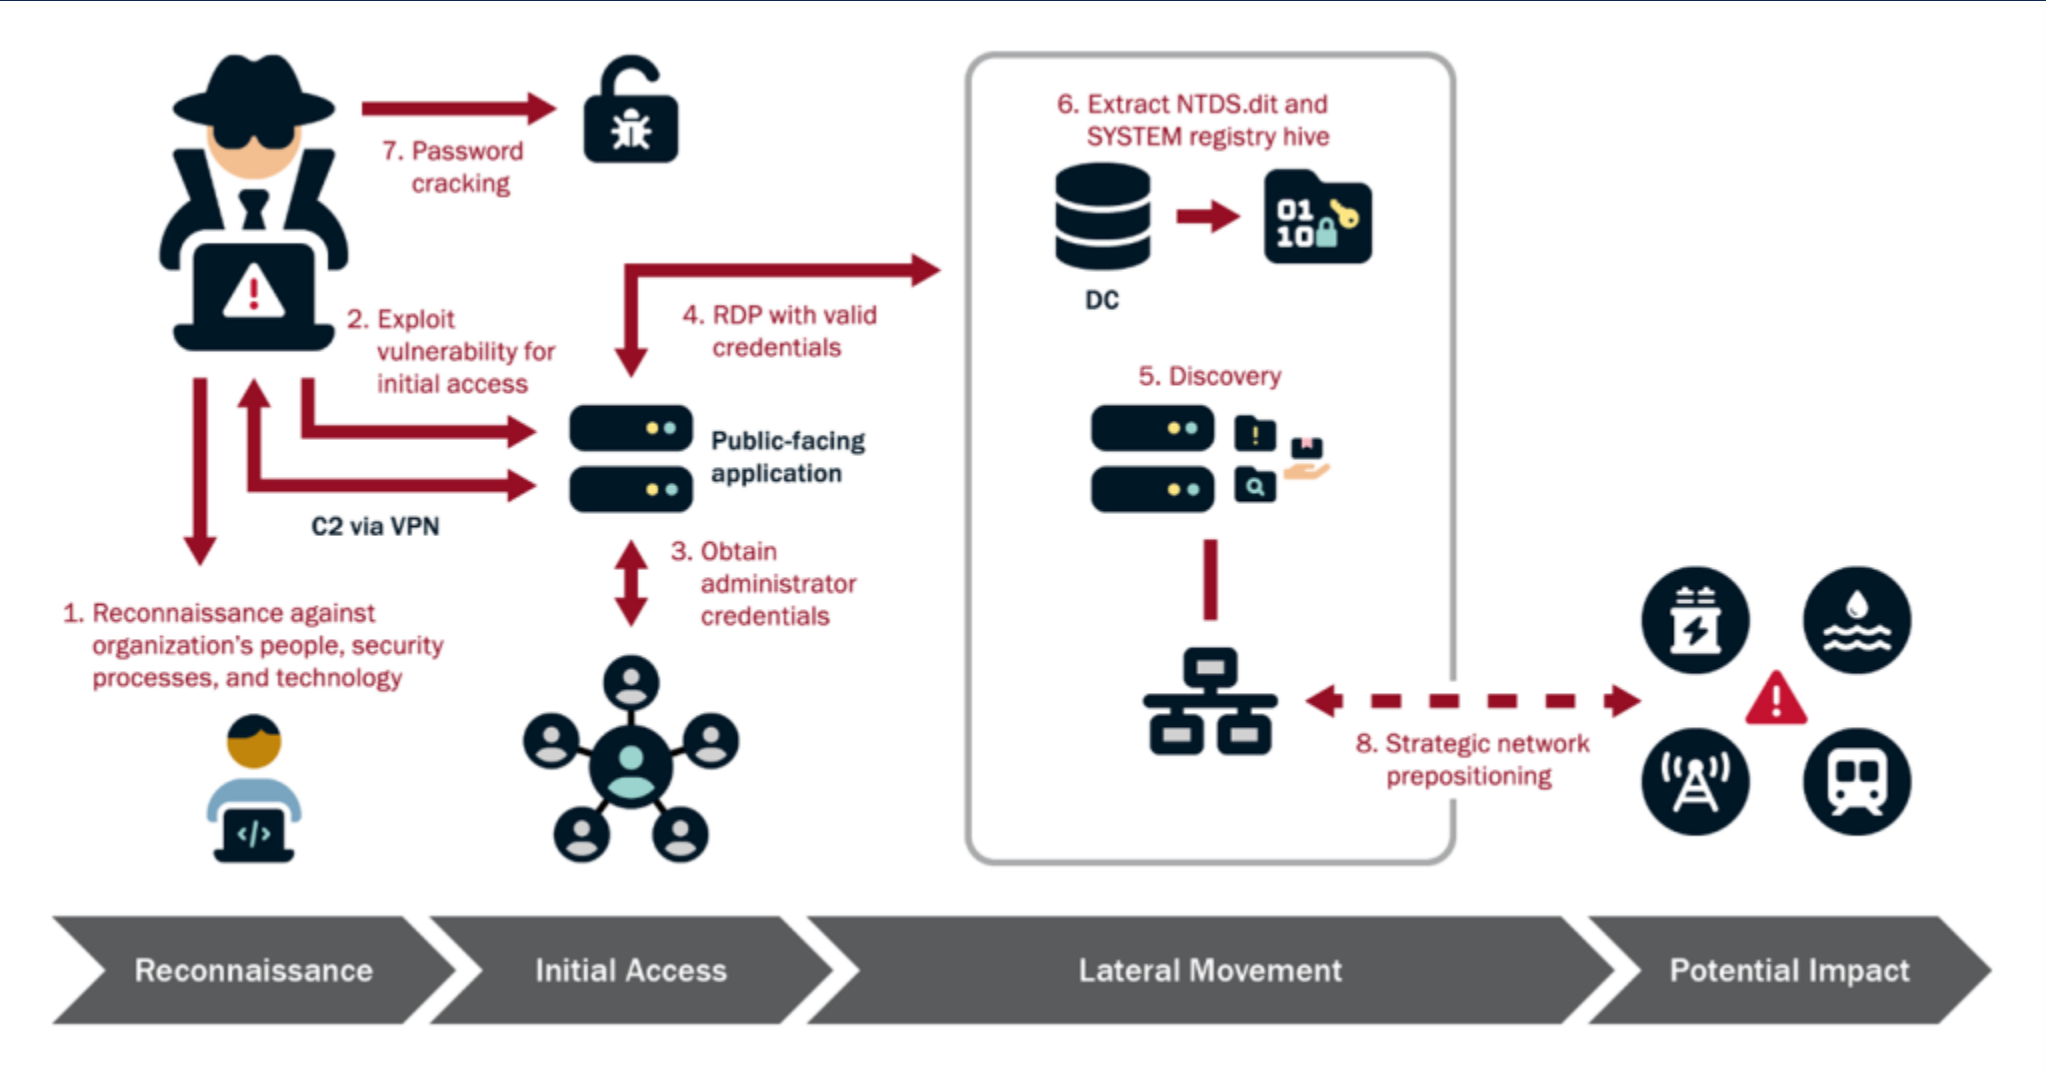 7. Password
cracking
2. Exploit
vulnerability for
initial access
C2 via VPN
1. Reconnaissance against
organization's people, security
processes, and technology
</>
4. RDP with valid
credentials
Public-facing
application
3. Obtain
administrator
credentials
6. Extract NTDS.dit and
SYSTEM registry hive
01
10
DC
5. Discovery
8. Strategic network
prepositioning
Reconnaissance
Initial Access
Lateral Movement
Potential Impact